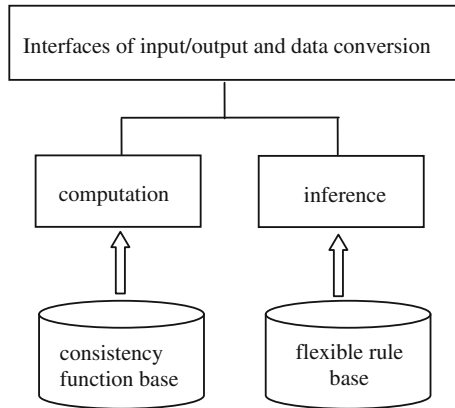 Interfaces of input/output and data conversion
computation
inference
consistency
function base
flexible rule
base